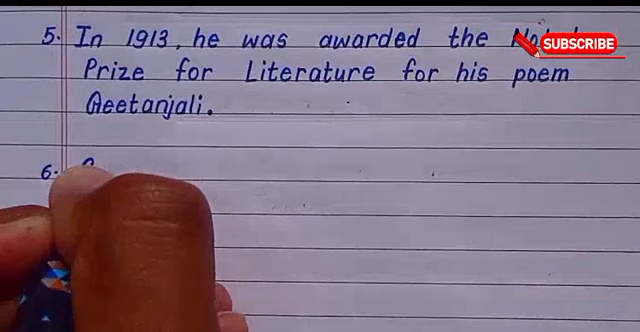 5. In 1913, he was awarded the
SUBSCRIBE
Prize for Literature for his poem
Geetanjali.
6.